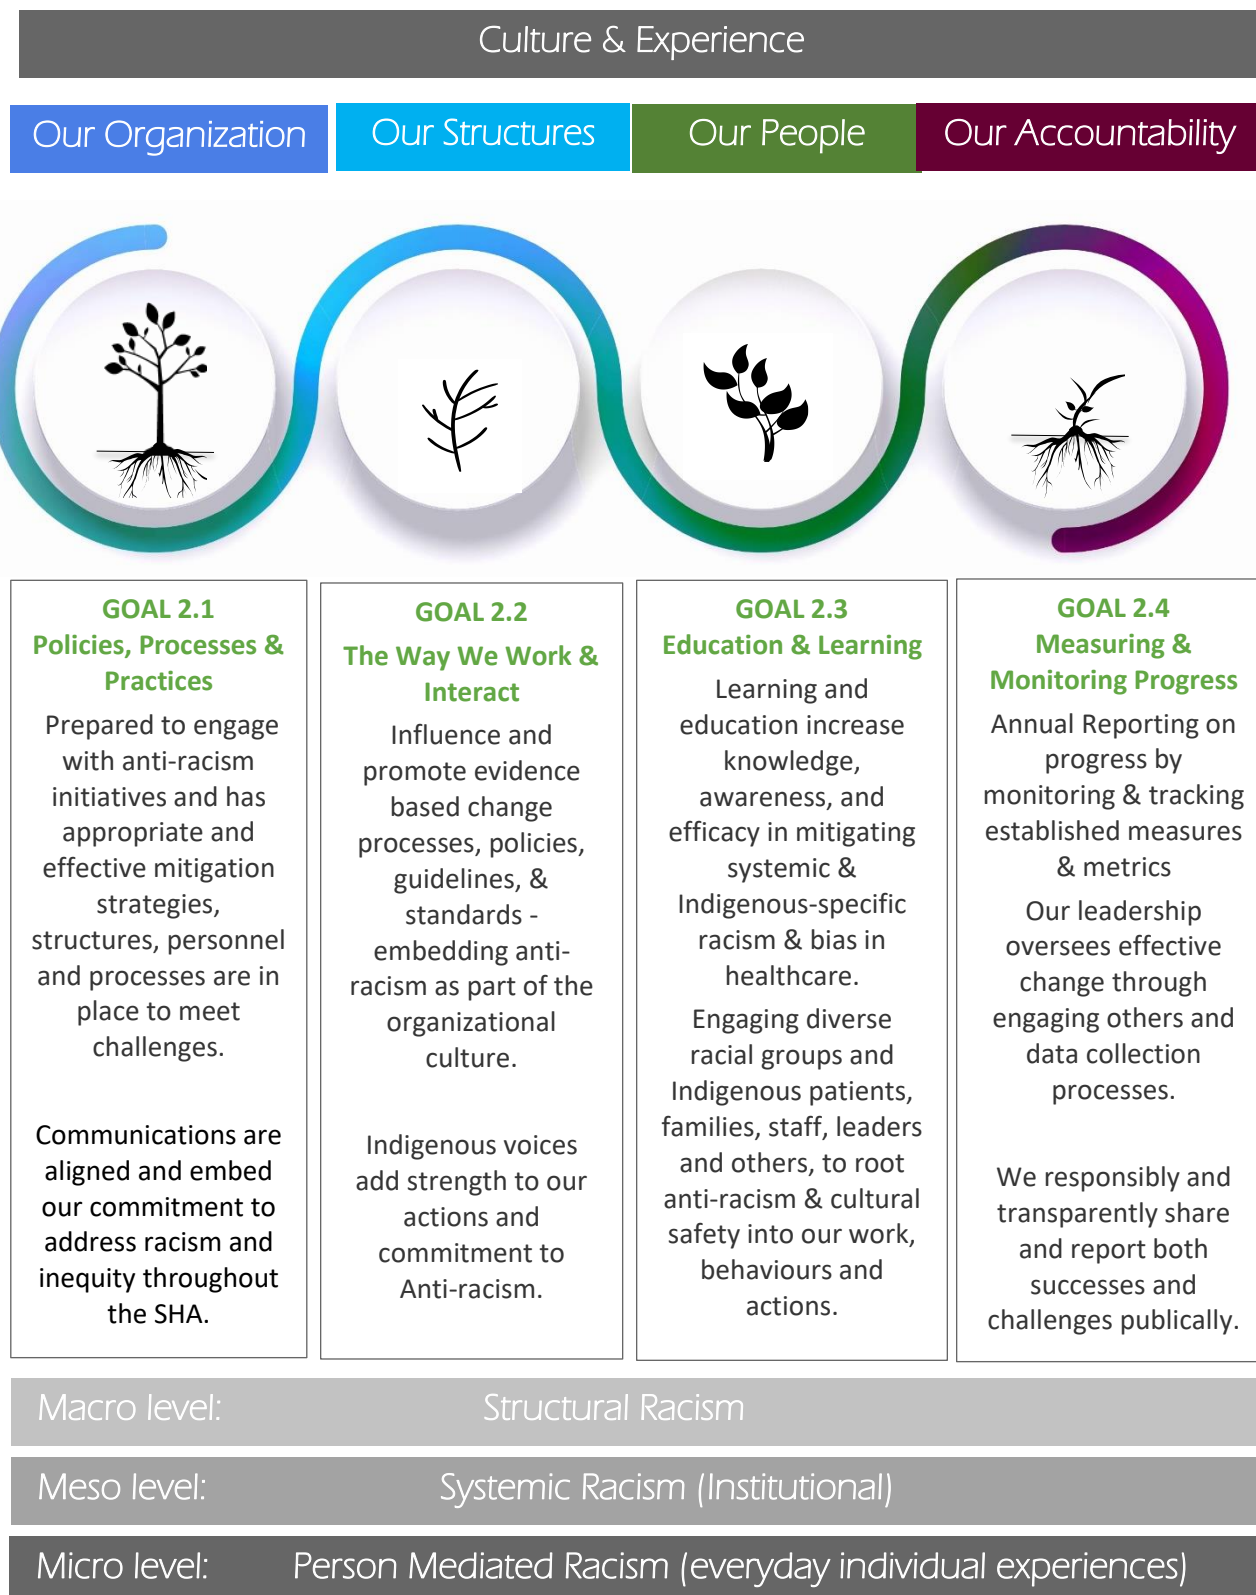 Culture & Experience
Our Organization
Our Structures
Our People
Our Accountability
GOAL 2.1
Policies, Processes &
Practices
Prepared to engage
with anti-racism
initiatives and has
appropriate and
effective mitigation
strategies,
structures, personnel
and processes are in
place to meet
challenges.
Communications are
aligned and embed
our commitment to
address racism and
inequity throughout
the SHA.
GOAL 2.2
The Way We Work &
Interact
Influence and
promote evidence
based change
processes, policies,
guidelines, &
standards -
embedding anti-
racism as part of the
organizational
culture.
Indigenous voices
add strength to our
actions and
commitment to
Anti-racism.
GOAL 2.3
Education & Learning
Learning and
education increase
knowledge,
awareness, and
efficacy in mitigating
systemic &
Indigenous-specific
racism & bias in
healthcare.
Engaging diverse
racial groups and
Indigenous patients,
families, staff, leaders
and others, to root
anti-racism & cultural
safety into our work,
behaviours and
actions.
GOAL 2.4
Measuring &
Monitoring Progress
Annual Reporting on
progress by
monitoring & tracking
established measures
& metrics
Our leadership
oversees effective
change through
engaging others and
data collection
processes.
We responsibly and
transparently share
and report both
successes and
challenges publically.
Macro level: Structural Racism
Meso level: Systemic Racism (Institutional)
Micro level: Person Mediated Racism (everyday individual experiences)